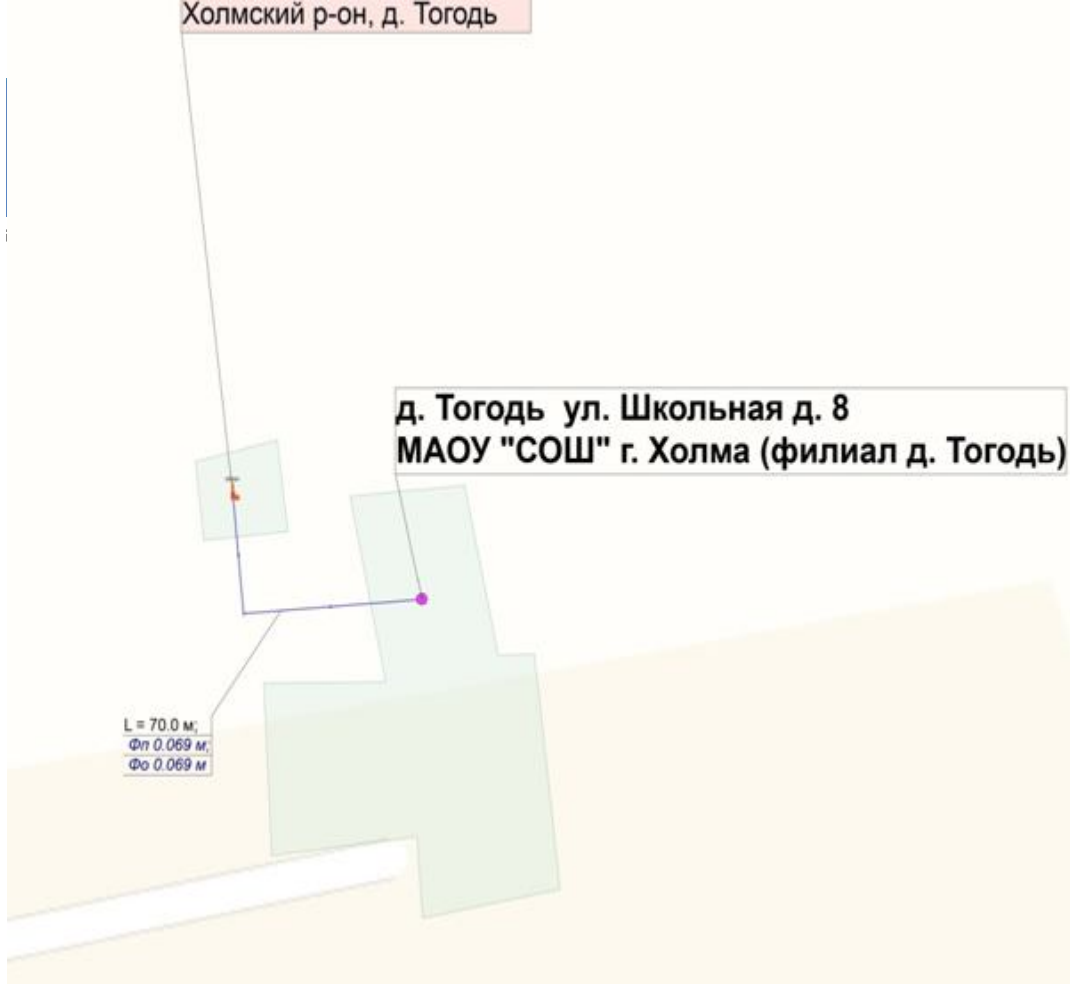 Холмский р-он, д. Тогодь
д. Тогодь ул. Школьная д. 8
МАОУ "СОШ" г. Холма (филиал д. Тогодь)
L = 70.0 м;
Фп 0.069 м;
Фо 0.069 м